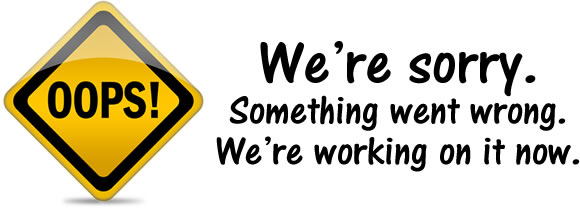 OOPS!
We're sorry.
Something went wrong.
We're working on it now.